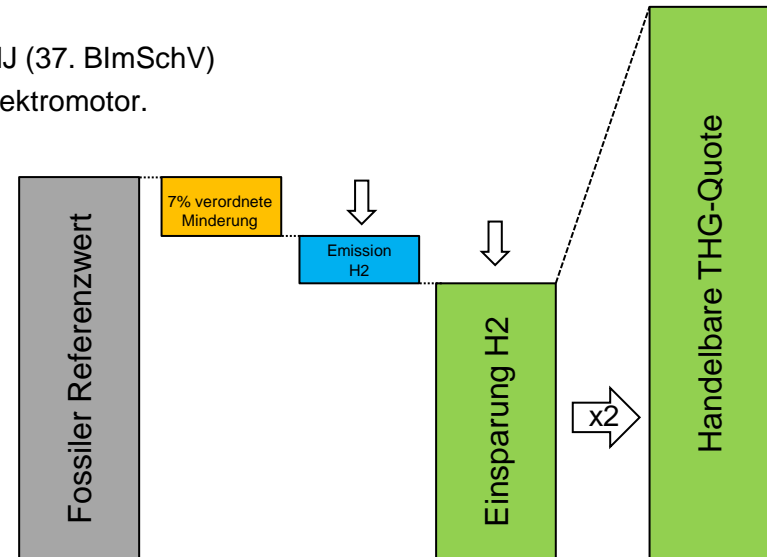 (37. BImSchV)
ektromotor.
7% verordnete
Minderung
Emission
H2
Fossiler Referenzwert
Einsparung H2
x2
Handelbare THG-Quote